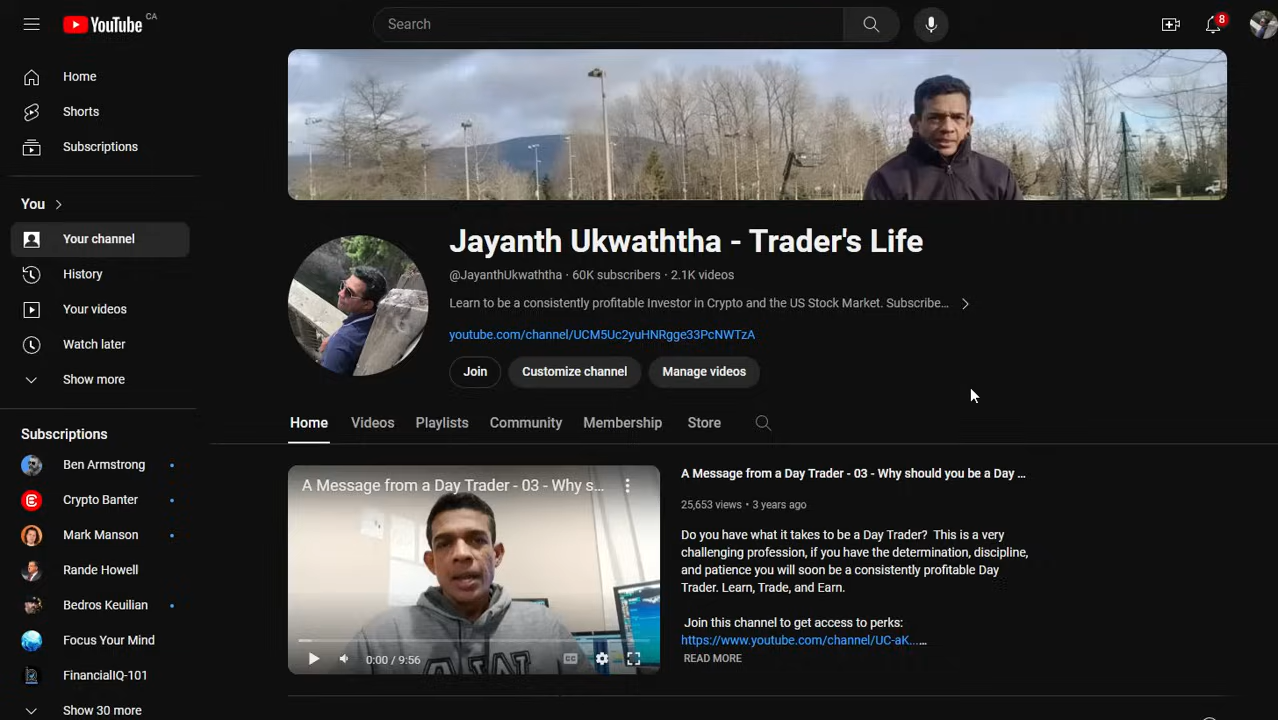 YouTube CA
Search
8
Home
Shorts
Subscriptions
You
Your channel
History
Your videos
Watch later
Show more
Subscriptions
Ben Armstrong
Crypto Banter
Mark Manson
Rande Howell
Bedros Keuilian
Focus Your Mind
FinancialIQ-101
Show 30 more
Jayanth Ukwaththa - Trader's Life
@JayanthUkwaththa · 60K subscribers · 2.1K videos
Learn to be a consistently profitable Investor in Crypto and the US Stock Market. Subscribe...
youtube.com/channel/UCM5Uc2yuHNRgge33PcNWTzA
Join
Customize channel
Manage videos
Home
Videos
Playlists
Community
Membership
Store
A Message from a Day Trader - 03 - Why s...
0:00 / 9:56
CC
A Message from a Day Trader - 03 - Why should you be a Day ...
25,653 views • 3 years ago
Do you have what it takes to be a Day Trader? This is a very
challenging profession, if you have the determination, discipline,
and patience you will soon be a consistently profitable Day
Trader. Learn, Trade, and Earn.
Join this channel to get access to perks:
https://www.youtube.com/channel/UC-aK... ...
READ MORE